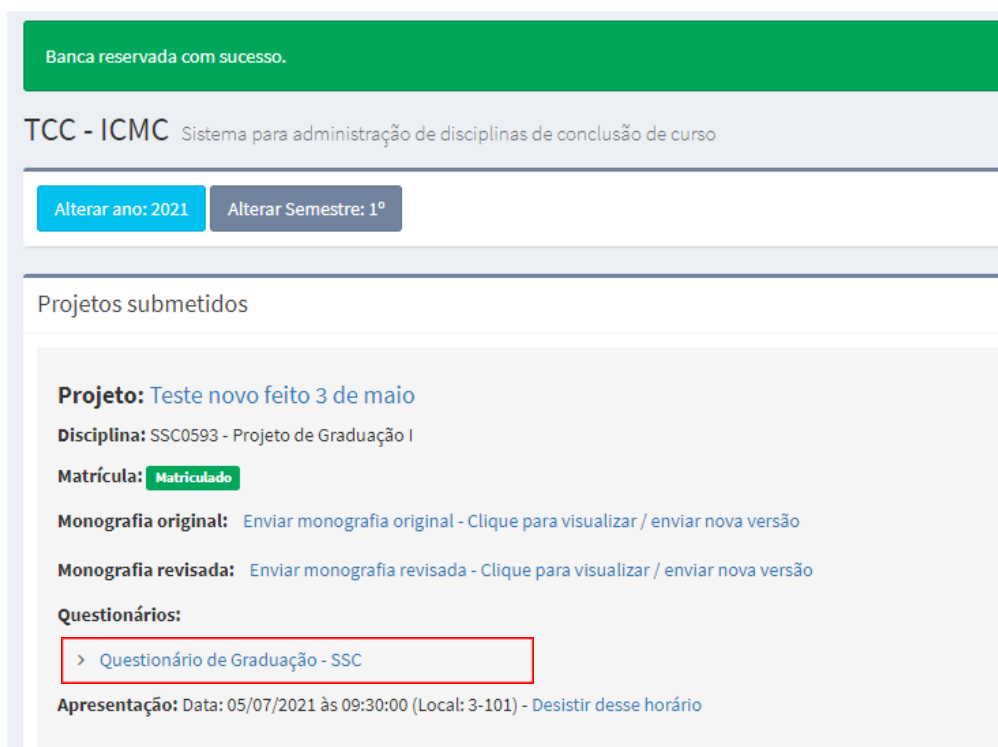 Banca reservada com sucesso.
TCC - ICMC Sistema para administração de disciplinas de conclusão de curso
Alterar ano: 2021 Alterar Semestre: 1º
Projetos submetidos
Projeto: Teste novo feito 3 de maio
Disciplina: SSC0593 - Projeto de Graduação I
Matrícula: Matriculado
Monografia original: Enviar monografia original - Clique para visualizar / enviar nova versão
Monografia revisada: Enviar monografia revisada - Clique para visualizar / enviar nova versão
Questionários:
> Questionário de Graduação - SSC
Apresentação: Data: 05/07/2021 às 09:30:00 (Local: 3-101) - Desistir desse horário